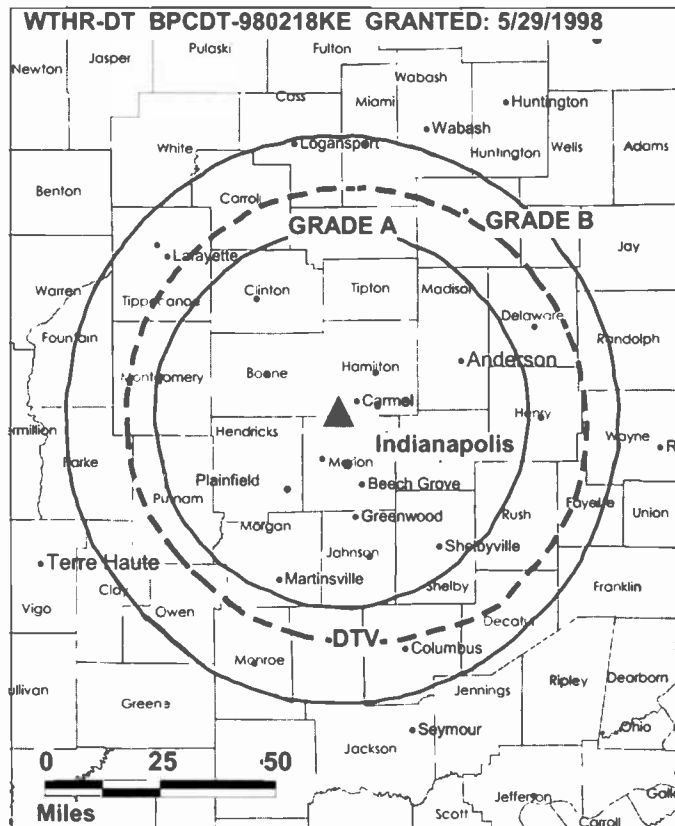 WTHR-DT BPCDT-980218KE GRANTED: 5/29/1998
Newton
Jasper
Pulaski
Fulton
Wabash
Cass
Miami
Huntington
Wabash
White
Logansport
Huntington
Wells
Adams
Benton
Carroll
GRADE A
GRADE B
Lafayette
Jay
Warren
Tippecanoe
Clinton
Tipton
Madison
Delaware
Fountain
Randolph
Anderson
Montgomery
Boone
Hamilton
Carmel
Henry
ermillion
Hendricks
Indianapolis
Wayne
R
Parke
Marion
Plainfield
Beech Grove
Putnam
Fayette
Union
Morgan
Greenwood
Rush
Johnson
Shelbyville
Terre Haute
Martinsville
Shelby
Franklin
Clay
Vigo
Owen
Decatur
DTV
Columbus
Monroe
ullivan
Greene
Jennings
Ripley
Dearborn
Seymour
Ohio
Jackson
0 25 50
Miles
Jefferson
Scott
Carroll